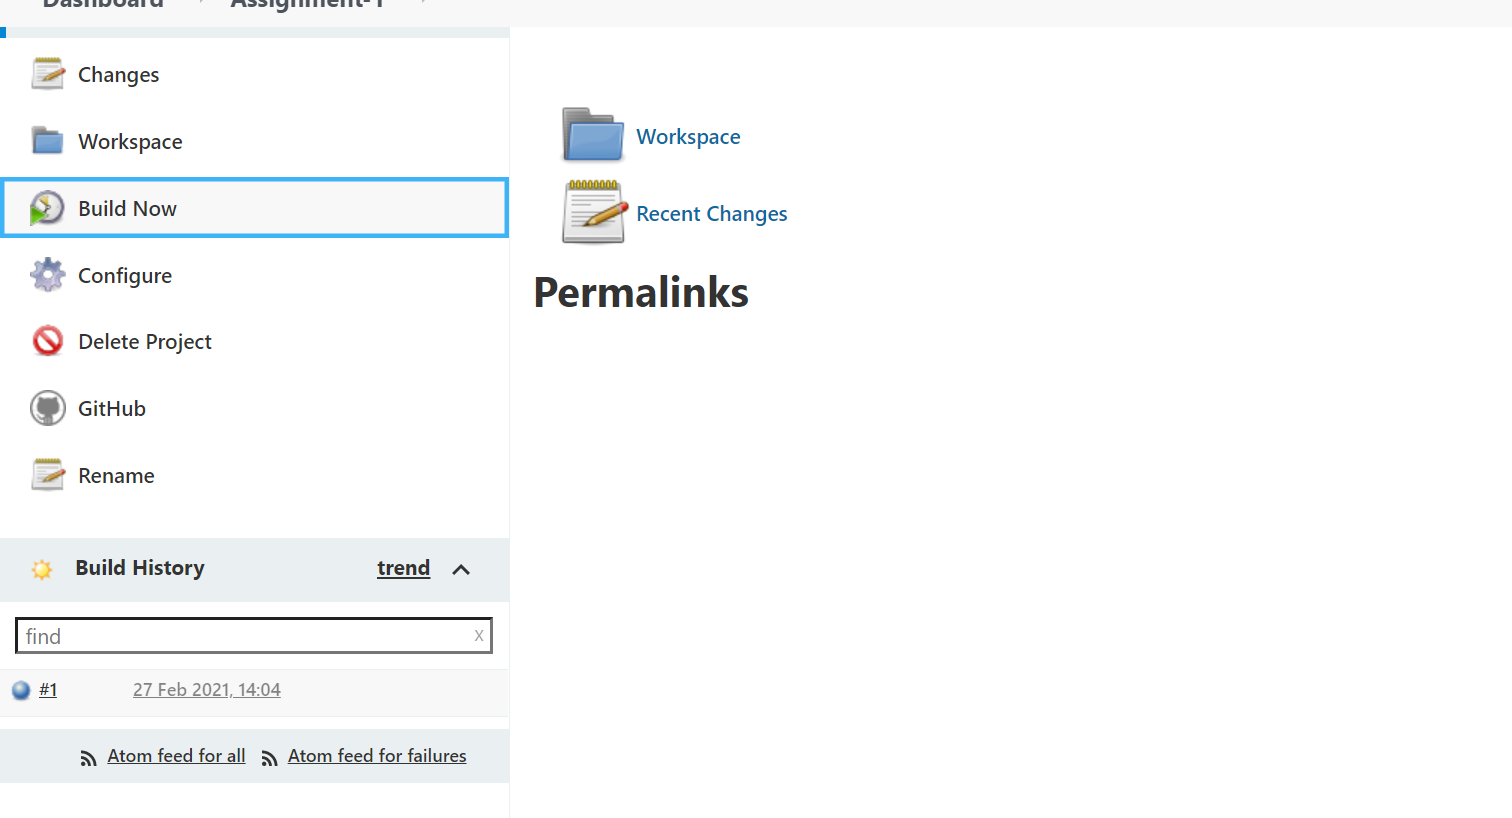 Dashboard
Assignment-1
Changes
Workspace
Build Now
Configure
Delete Project
GitHub
Rename
Build History
trend
find
x
#1
27 Feb 2021, 14:04
Atom feed for all
Atom feed for failures
Workspace
Recent Changes
Permalinks